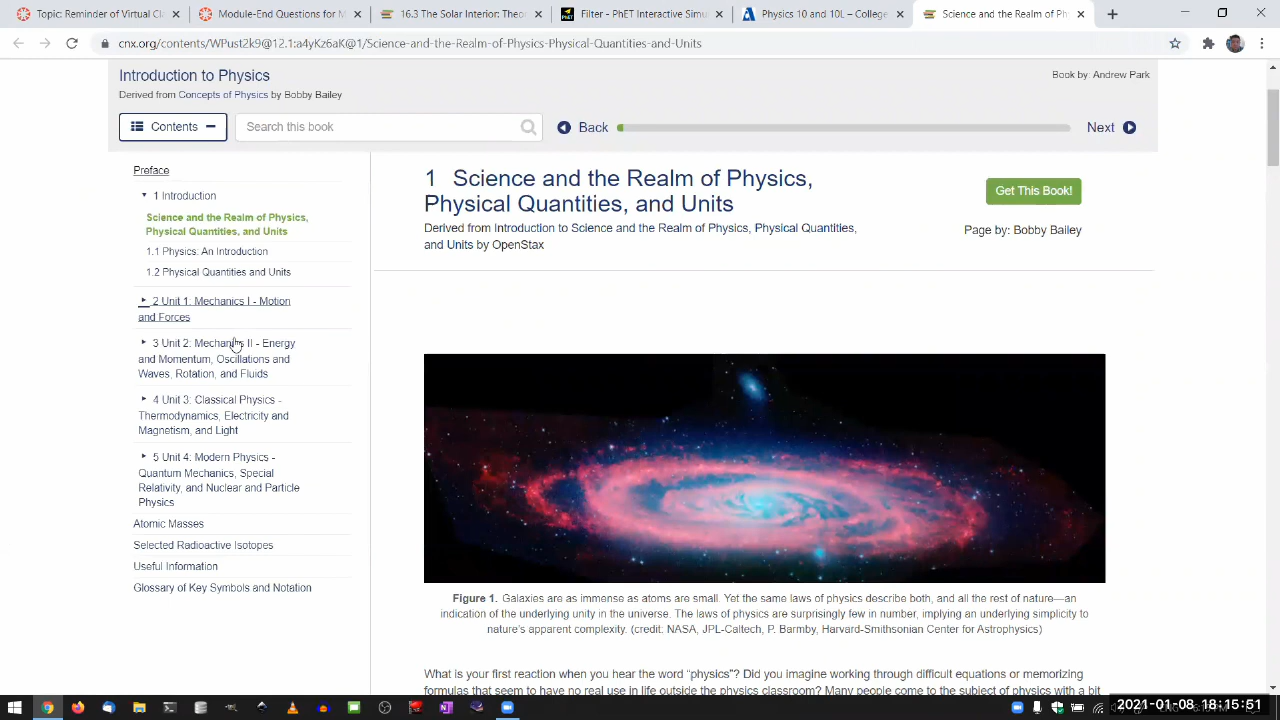 Topic: Reminder of Virtual Clas
Module-End Questions for M
16.3 The Solar Interior: Theo
Filter - PhET Interactive Simu
Physics 10 and 10L – College
Science and the Realm of Ph
cnx.org/contents/WPust2k9@12.1:a4yKz6aK@1/Science-and-the-Realm-of-Physics-Physical-Quantities-and-Units
Introduction to Physics
Book by: Andrew Park
Derived from Concepts of Physics by Bobby Bailey
Contents
Search this book
Back
Next
Preface
1 Introduction
Science and the Realm of Physics,
Physical Quantities, and Units
1.1 Physics: An Introduction
1.2 Physical Quantities and Units
2 Unit 1: Mechanics I - Motion
and Forces
3 Unit 2: Mechanics II - Energy
and Momentum, Oscillations and
Waves, Rotation, and Fluids
4 Unit 3: Classical Physics -
Thermodynamics, Electricity and
Magnetism, and Light
5 Unit 4: Modern Physics -
Quantum Mechanics, Special
Relativity, and Nuclear and Particle
Physics
Atomic Masses
Selected Radioactive Isotopes
Useful Information
Glossary of Key Symbols and Notation
1 Science and the Realm of Physics,
Physical Quantities, and Units
Get This Book!
Derived from Introduction to Science and the Realm of Physics, Physical Quantities,
and Units by OpenStax
Page by: Bobby Bailey
Figure 1. Galaxies are as immense as atoms are small. Yet the same laws of physics describe both, and all the rest of nature—an
indication of the underlying unity in the universe. The laws of physics are surprisingly few in number, implying an underlying simplicity to
nature's apparent complexity. (credit: NASA, JPL-Caltech, P. Barmby, Harvard-Smithsonian Center for Astrophysics)
What is your first reaction when you hear the word “physics”? Did you imagine working through difficult equations or memorizing
formulas that seem to have no real use in life outside the physics classroom? Many people come to the subject of physics with a bit
2021-01-08 18:15:51